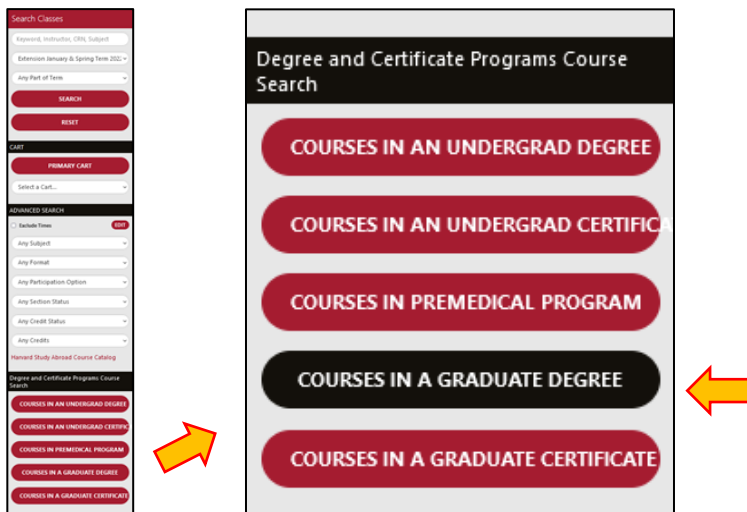 Search Classes
Keyword, Instructor, CRN, Subject
Extension January & Spring Term 202
Any Part of Term
SEARCH
RESET
CART
PRIMARY CART
Select a Cart...
ADVANCED SEARCH
Exclude Times
EDIT
Any Subject
Any Format
Any Participation Option
Any Section Status
Any Credit Status
Any Credits
Harvard Study Abroad Course Catalog
Degree and Certificate Programs Course
Search
COURSES IN AN UNDERGRAD DEGREE
COURSES IN AN UNDERGRAD CERTIFIC
COURSES IN PREMEDICAL PROGRAM
COURSES IN A GRADUATE DEGREE
COURSES IN A GRADUATE CERTIFICATE
Degree and Certificate Programs Course
Search
COURSES IN AN UNDERGRAD DEGREE
COURSES IN AN UNDERGRAD CERTIFICA
COURSES IN PREMEDICAL PROGRAM
COURSES IN A GRADUATE DEGREE
COURSES IN A GRADUATE CERTIFICATE